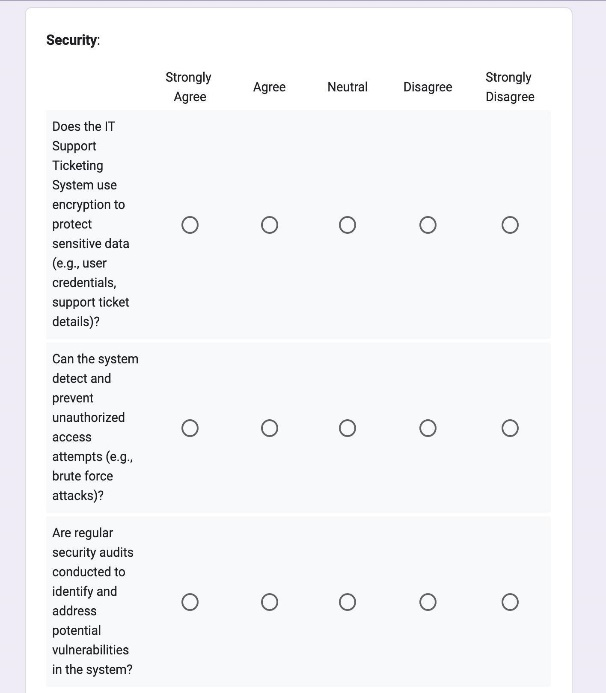 Security:
Strongly
Agree
Agree
Neutral
Disagree
Strongly
Disagree
Does the IT
Support
Ticketing
System use
encryption to
protect
sensitive data
(e.g., user
credentials,
support ticket
details)?
Can the system
detect and
prevent
unauthorized
access
attempts (e.g.,
brute force
attacks)?
Are regular
security audits
conducted to
identify and
address
potential
vulnerabilities
in the system?